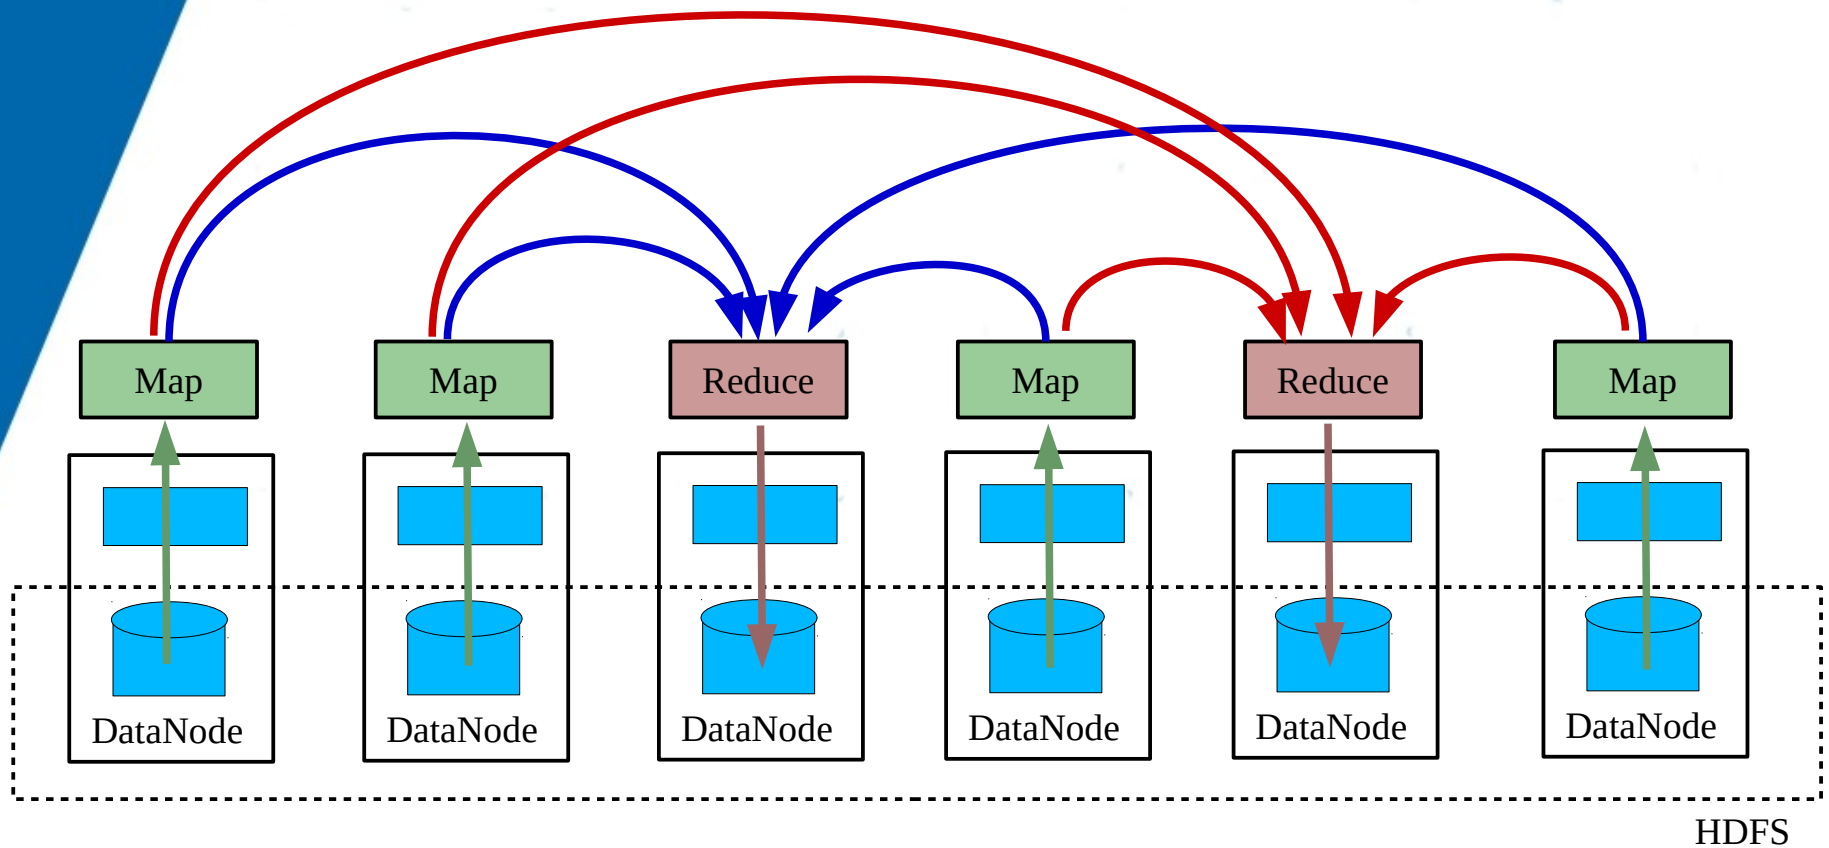 Map
Map
Reduce
Map
Reduce
Map
DataNode
DataNode
DataNode
DataNode
DataNode
DataNode
HDFS